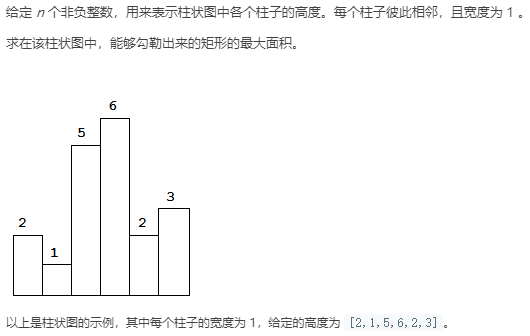 给定 n 个非负整数，用来表示柱状图中各个柱子的高度。每个柱子彼此相邻，且宽度为 1 。
求在该柱状图中，能够勾勒出来的矩形的最大面积。
6
5
3
2
2
1
以上是柱状图的示例，其中每个柱子的宽度为 1，给定的高度为 [2,1,5,6,2,3] 。